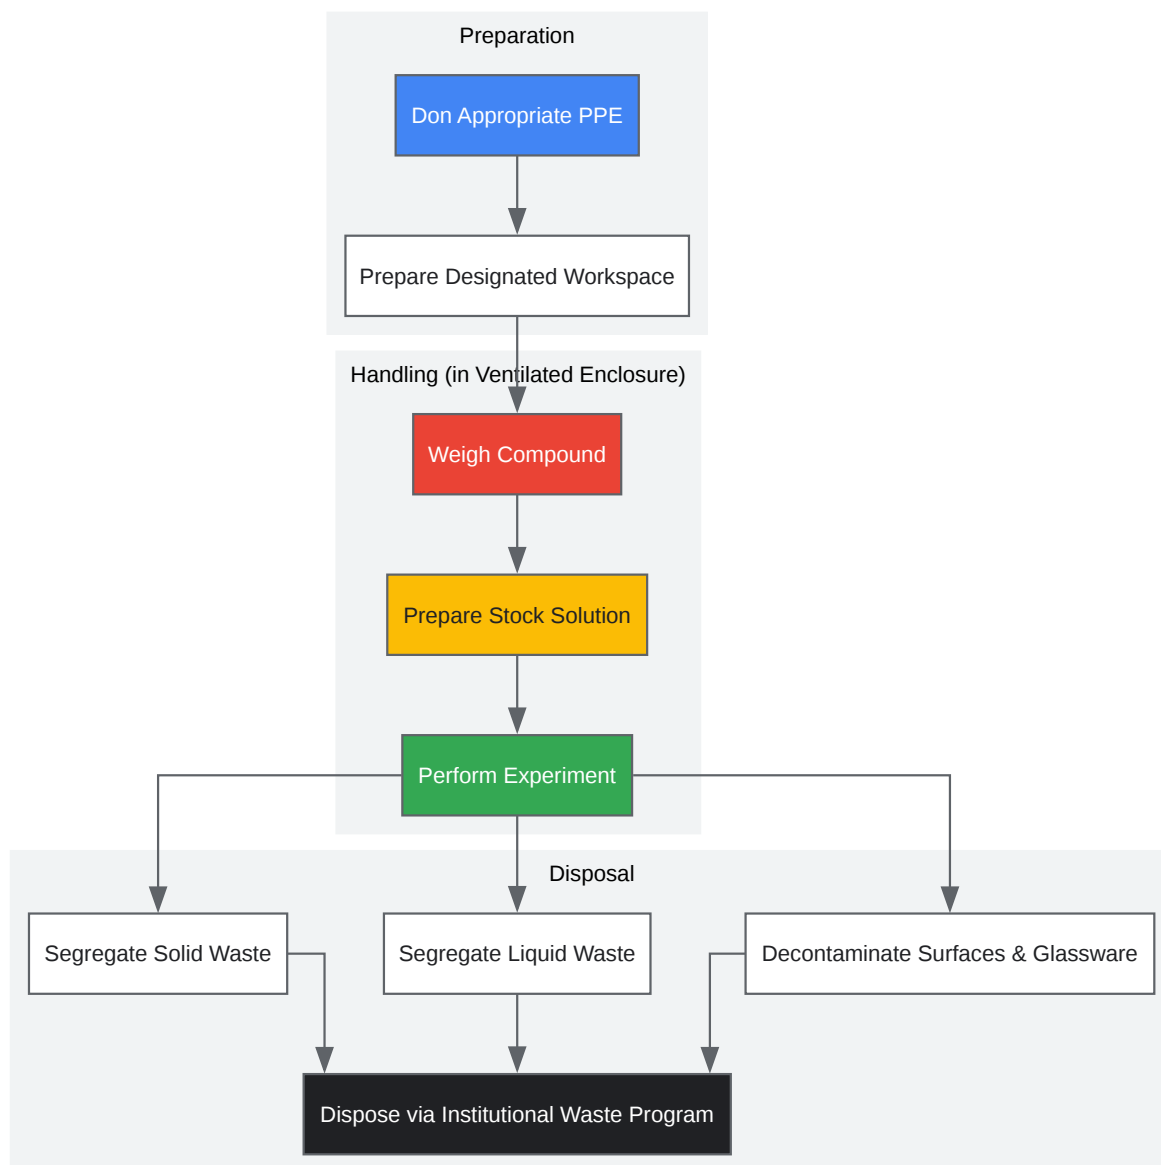 Preparation
Don Appropriate PPE
Prepare Designated Workspace
Handling (in Ventilated Enclosure)
Weigh Compound
Prepare Stock Solution
Perform Experiment
Disposal
Segregate Solid Waste
Segregate Liquid Waste
Decontaminate Surfaces & Glassware
Dispose via Institutional Waste Program